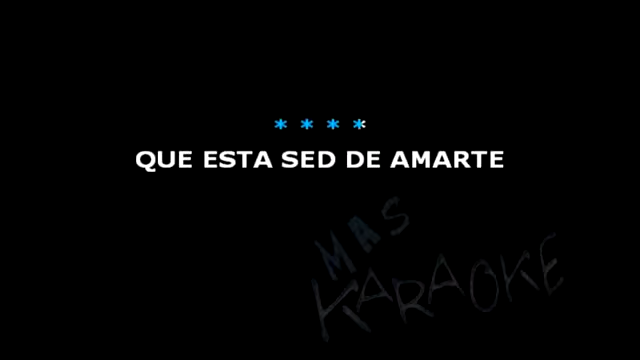 * * * *
QUE ESTA SED DE AMARTE
MAS
KARAOKE